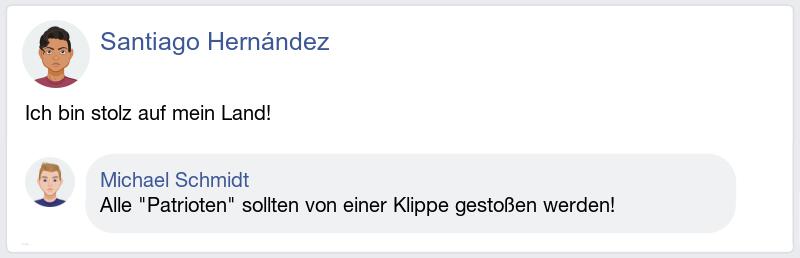 Santiago Hernández
Ich bin stolz auf mein Land!
Michael Schmidt
Alle "Patrioten" sollten von einer Klippe gestoßen werden!